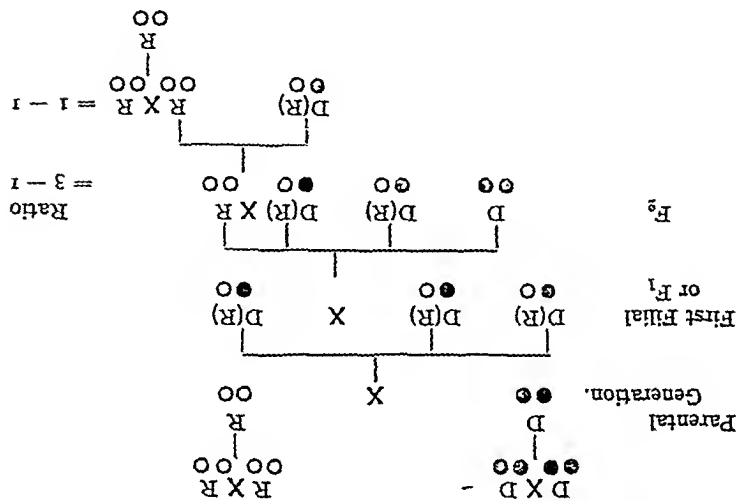 D X D R X R
Parental D R
Generation. X
First Filial D(R) D(R) X D(R)
or F₁
F₂ D D(R) D(R) X R Ratio
= 3 – 1
D(R) R X R = 1 – 1
R